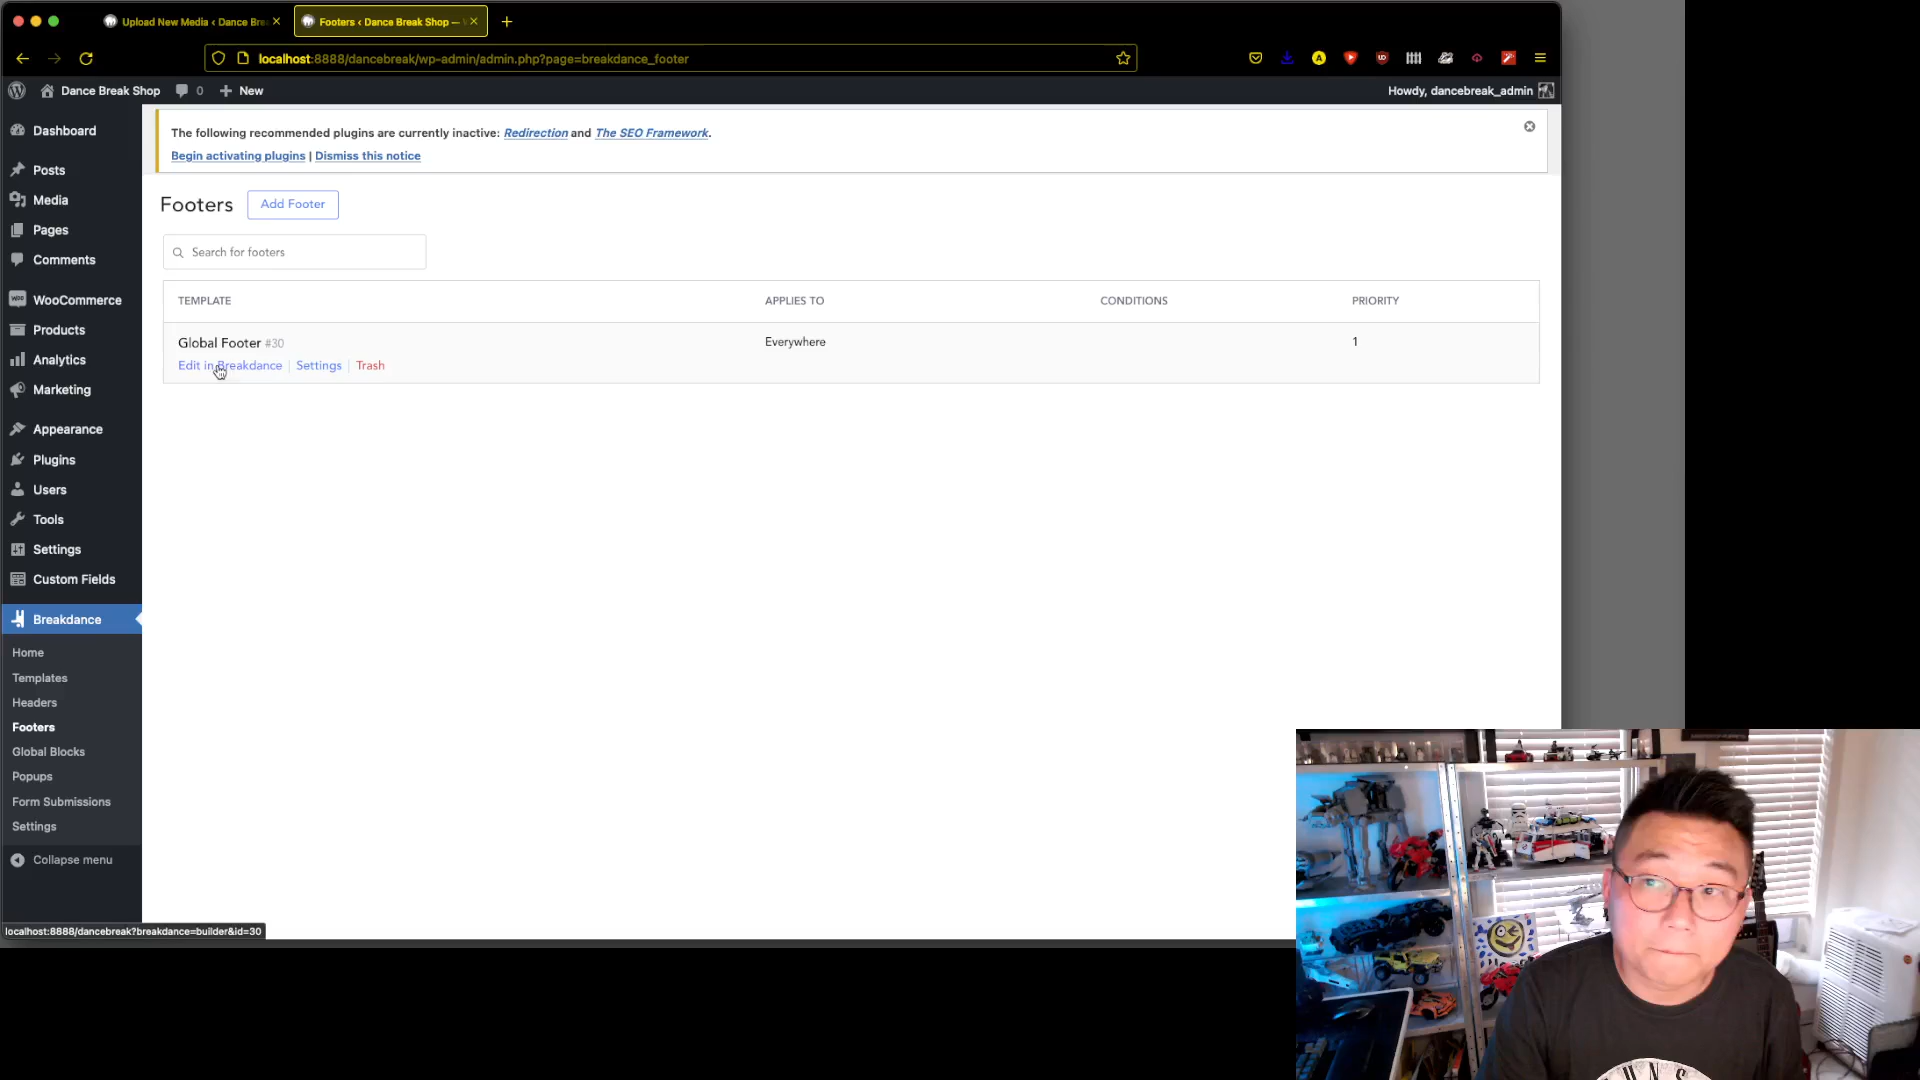 Upload New Media ‹ Dance Bre
Footers ‹ Dance Break Shop —
localhost:8888/dancebreak/wp-admin/admin.php?page=breakdance_footer
Dance Break Shop
0
New
Howdy, dancebreak_admin
Dashboard
Posts
Media
Pages
Comments
WooCommerce
Products
Analytics
Marketing
Appearance
Plugins
Users
Tools
Settings
Custom Fields
Breakdance
Home
Templates
Headers
Footers
Global Blocks
Popups
Form Submissions
Settings
Collapse menu
The following recommended plugins are currently inactive: Redirection and The SEO Framework.
Begin activating plugins | Dismiss this notice
Footers
Add Footer
Search for footers
TEMPLATE APPLIES TO CONDITIONS PRIORITY
Global Footer #30 Everywhere 1
Edit in Breakdance | Settings | Trash
localhost:8888/dancebreak?breakdance=builder&id=30